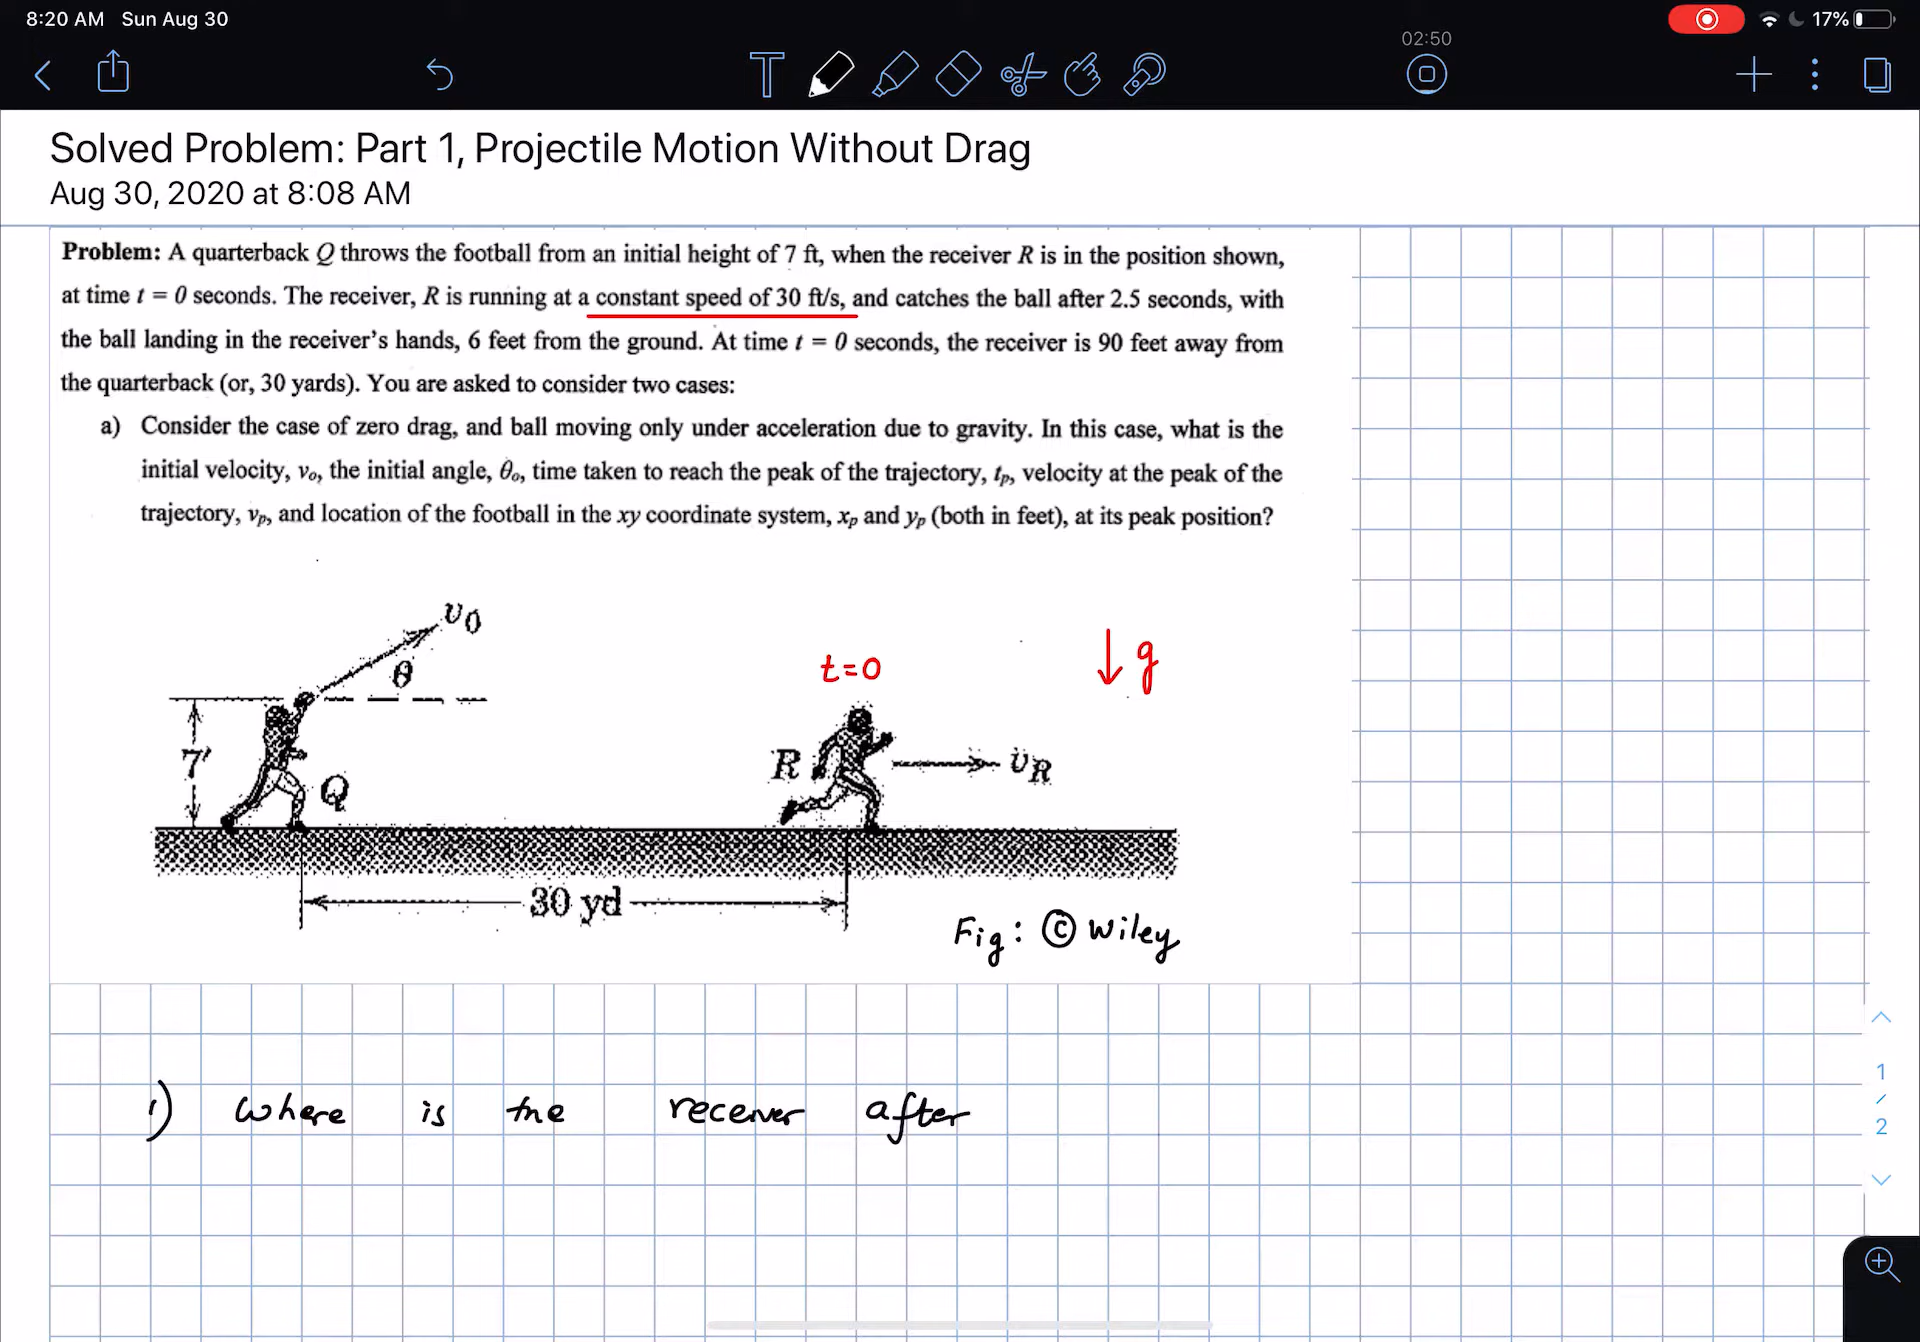 8:20 AM Sun Aug 30
17%
02:50
Solved Problem: Part 1, Projectile Motion Without Drag
Aug 30, 2020 at 8:08 AM
Problem: A quarterback Q throws the football from an initial height of 7 ft, when the receiver R is in the position shown,
at time t = 0 seconds. The receiver, R is running at a constant speed of 30 ft/s, and catches the ball after 2.5 seconds, with
the ball landing in the receiver's hands, 6 feet from the ground. At time t = 0 seconds, the receiver is 90 feet away from
the quarterback (or, 30 yards). You are asked to consider two cases:
a) Consider the case of zero drag, and ball moving only under acceleration due to gravity. In this case, what is the
initial velocity, vₒ, the initial angle, θₒ, time taken to reach the peak of the trajectory, tₚ, velocity at the peak of the
trajectory, vₚ, and location of the football in the xy coordinate system, xₚ and yₚ (both in feet), at its peak position?
v0
θ
t=0
↓ g
7'
Q
R
vR
30 yd
Fig: © Wiley
1) where is the receiver after
1
/
2